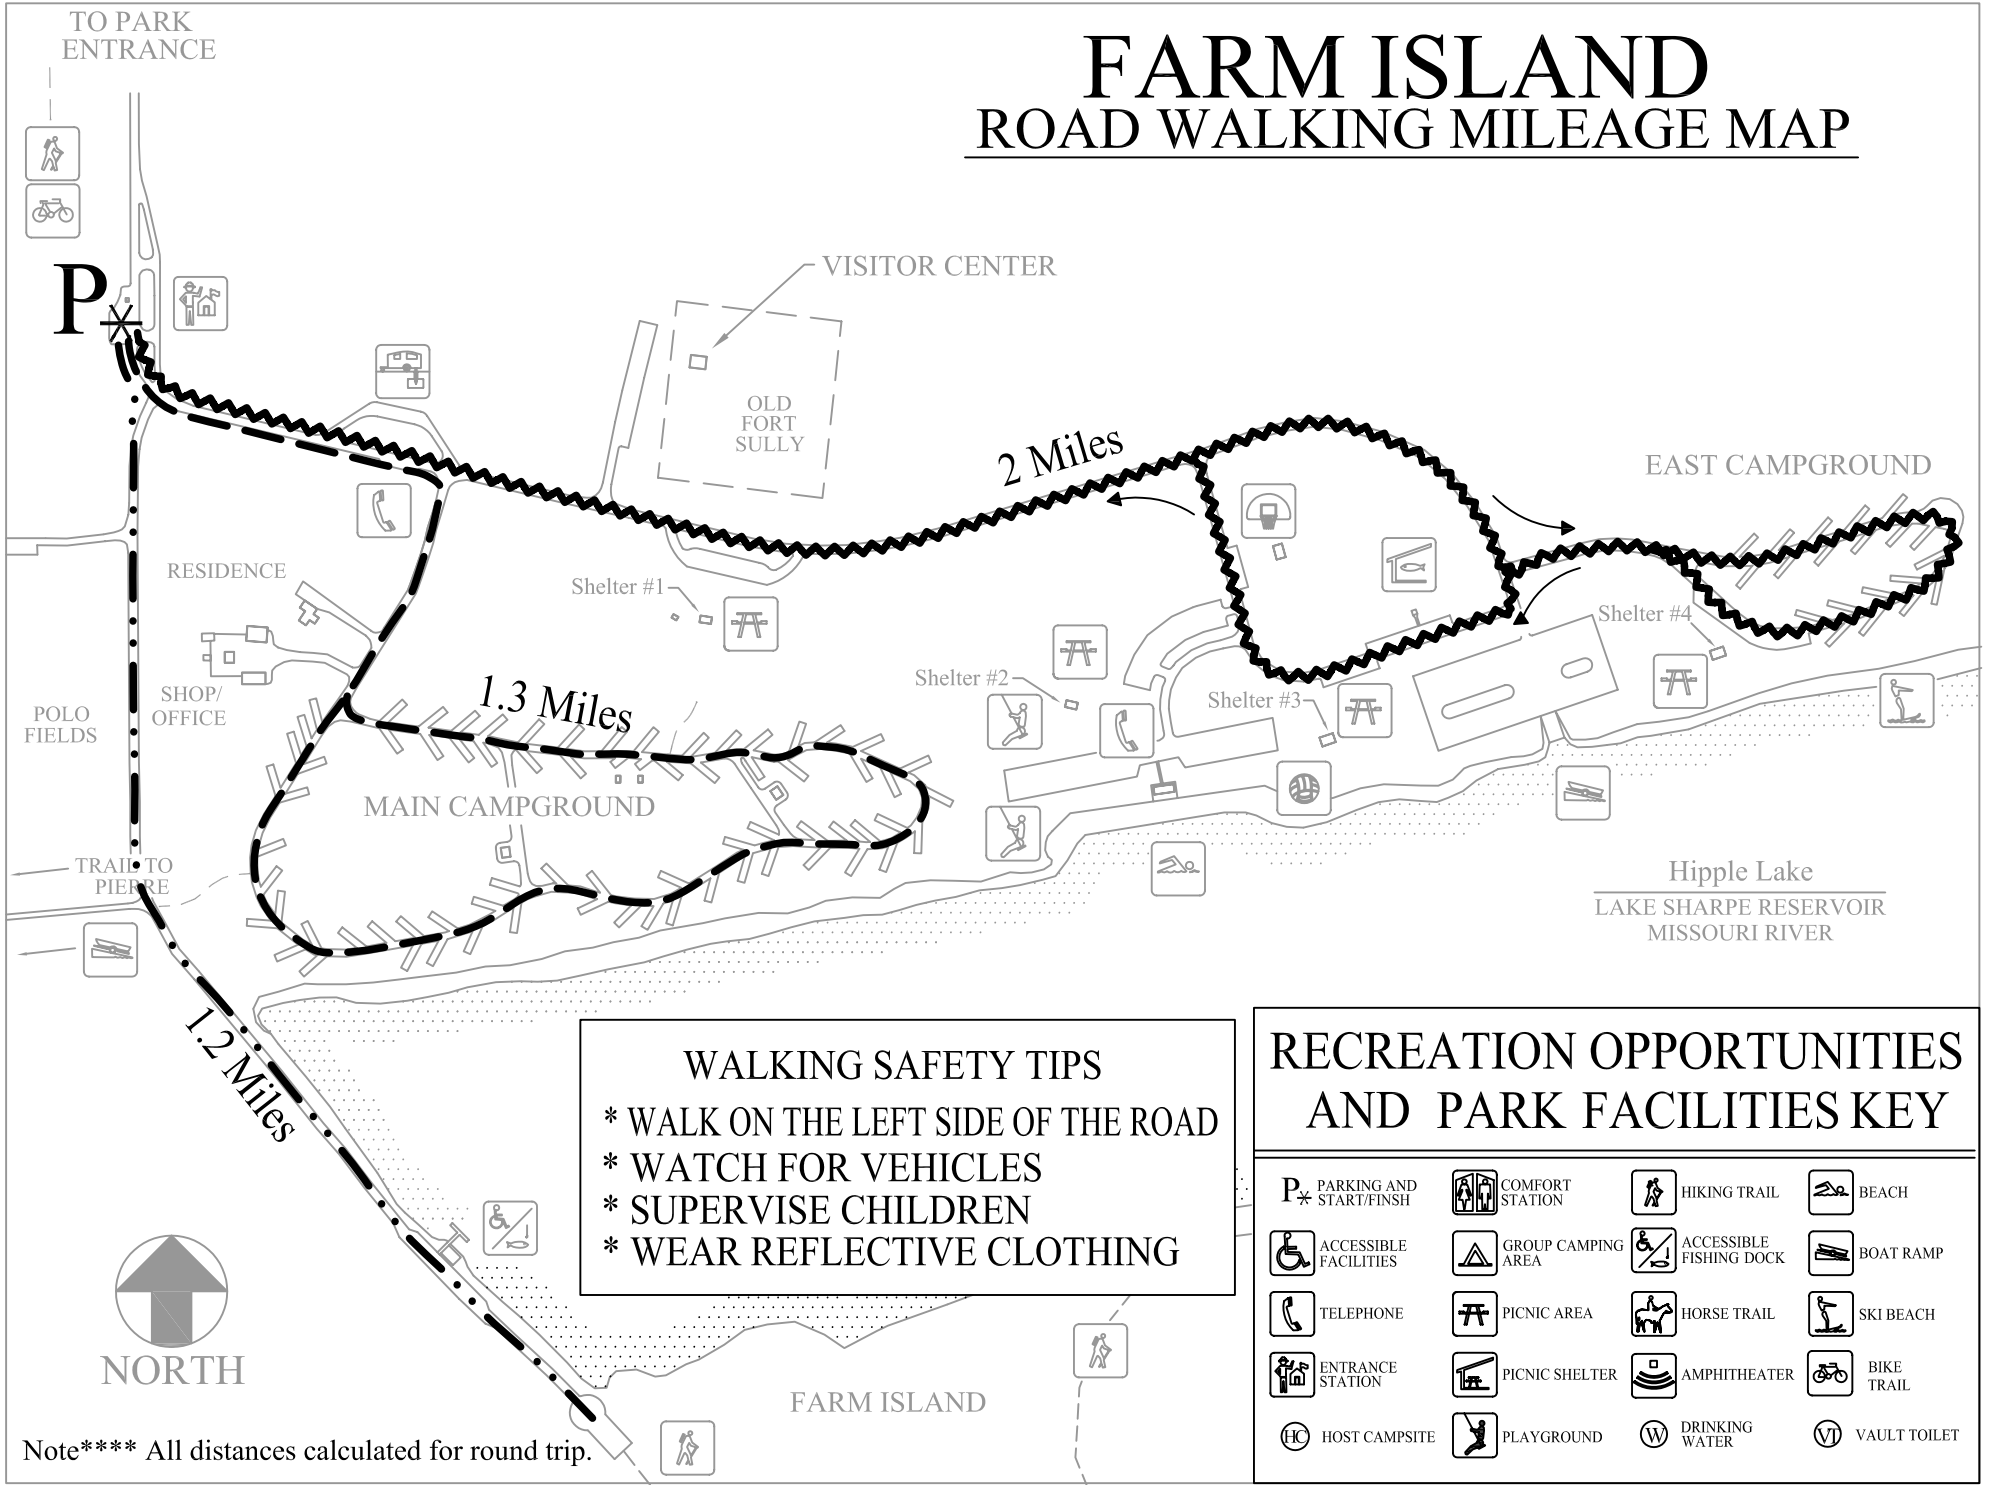 TO PARK
ENTRANCE
FARM ISLAND
ROAD WALKING MILEAGE MAP
P
VISITOR CENTER
OLD
FORT
SULLY
2 Miles
EAST CAMPGROUND
RESIDENCE
Shelter #1
Shelter #4
SHOP/
OFFICE
POLO
FIELDS
1.3 Miles
Shelter #2
Shelter #3
MAIN CAMPGROUND
TRAIL TO
PIERRE
Hipple Lake
LAKE SHARPE RESERVOIR
MISSOURI RIVER
1.2 Miles
WALKING SAFETY TIPS
* WALK ON THE LEFT SIDE OF THE ROAD
* WATCH FOR VEHICLES
* SUPERVISE CHILDREN
* WEAR REFLECTIVE CLOTHING
NORTH
FARM ISLAND
Note**** All distances calculated for round trip.
RECREATION OPPORTUNITIES
AND PARK FACILITIES KEY
P* PARKING AND
START/FINSH
COMFORT
STATION
HIKING TRAIL
BEACH
ACCESSIBLE
FACILITIES
GROUP CAMPING
AREA
ACCESSIBLE
FISHING DOCK
BOAT RAMP
TELEPHONE
PICNIC AREA
HORSE TRAIL
SKI BEACH
ENTRANCE
STATION
PICNIC SHELTER
AMPHITHEATER
BIKE
TRAIL
HC HOST CAMPSITE
PLAYGROUND
W DRINKING
WATER
VT VAULT TOILET